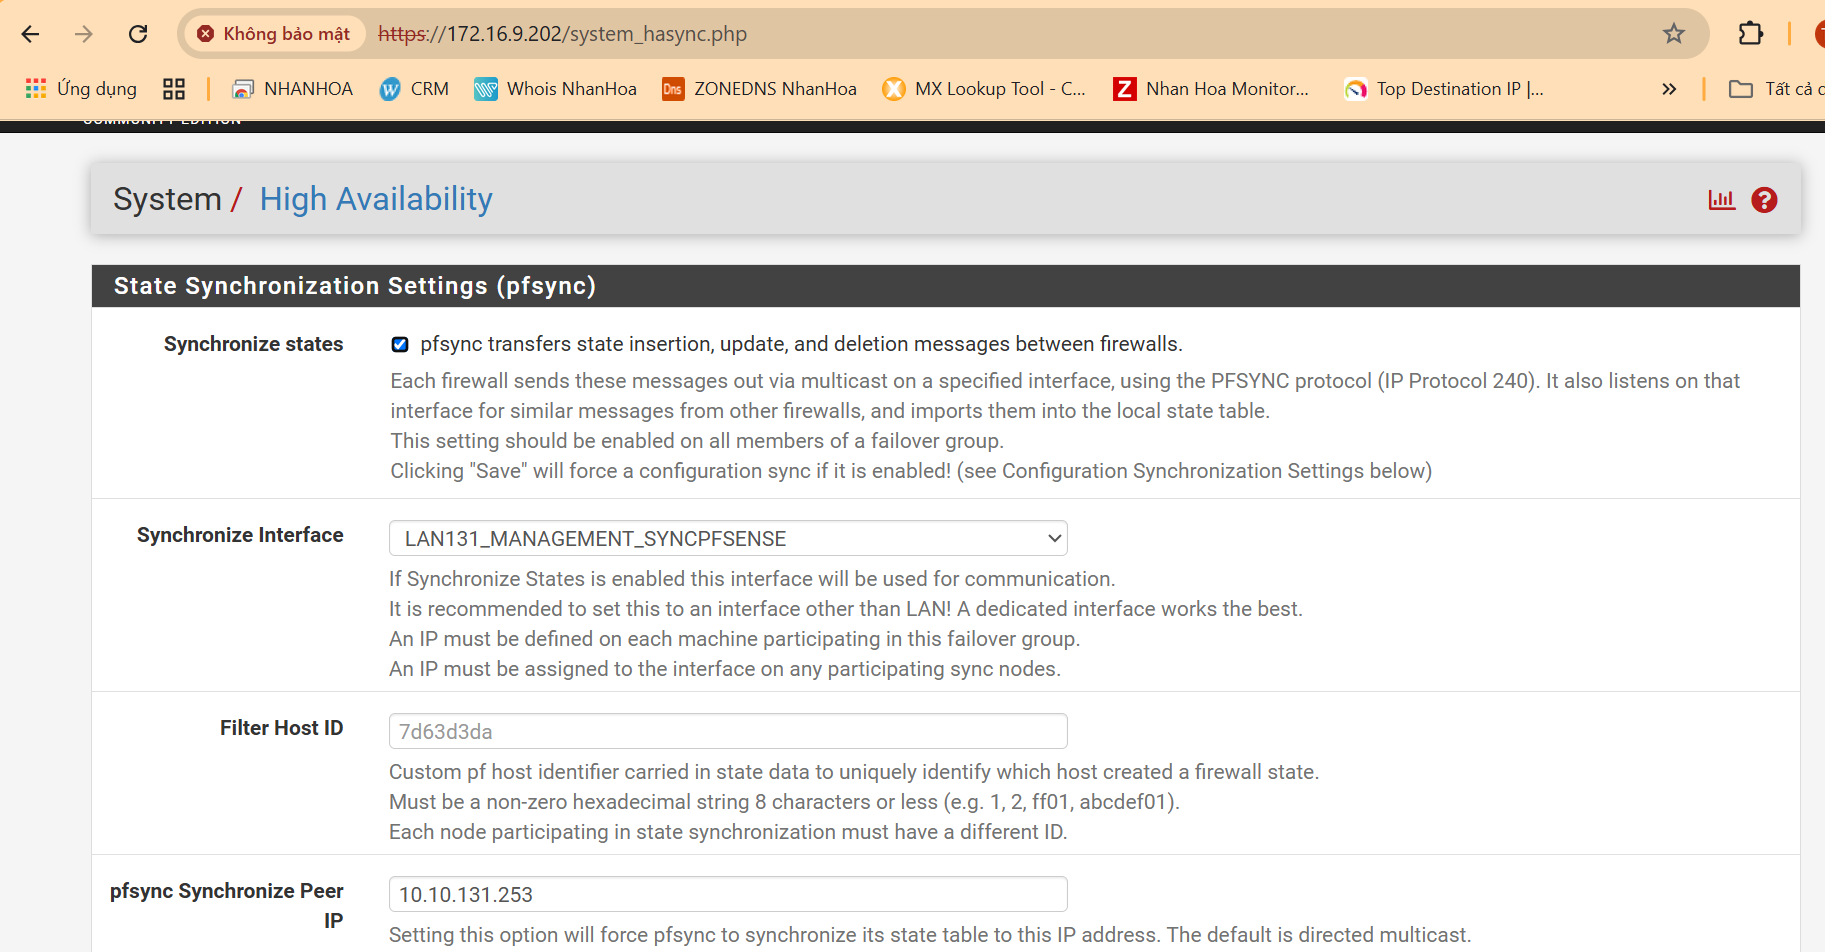 Không bảo mật https://172.16.9.202/system_hasync.php
Ứng dụng NHANHOA CRM Whois NhanHoa Dns ZONEDNS NhanHoa MX Lookup Tool - C... Z Nhan Hoa Monitor... Top Destination IP |... » Tất cả
COMMUNITY EDITION
System / High Availability
State Synchronization Settings (pfsync)
Synchronize states pfsync transfers state insertion, update, and deletion messages between firewalls.
Each firewall sends these messages out via multicast on a specified interface, using the PFSYNC protocol (IP Protocol 240). It also listens on that
interface for similar messages from other firewalls, and imports them into the local state table.
This setting should be enabled on all members of a failover group.
Clicking "Save" will force a configuration sync if it is enabled! (see Configuration Synchronization Settings below)
Synchronize Interface LAN131_MANAGEMENT_SYNCPFSENSE
If Synchronize States is enabled this interface will be used for communication.
It is recommended to set this to an interface other than LAN! A dedicated interface works the best.
An IP must be defined on each machine participating in this failover group.
An IP must be assigned to the interface on any participating sync nodes.
Filter Host ID 7d63d3da
Custom pf host identifier carried in state data to uniquely identify which host created a firewall state.
Must be a non-zero hexadecimal string 8 characters or less (e.g. 1, 2, ff01, abcdef01).
Each node participating in state synchronization must have a different ID.
pfsync Synchronize Peer 10.10.131.253
IP
Setting this option will force pfsync to synchronize its state table to this IP address. The default is directed multicast.